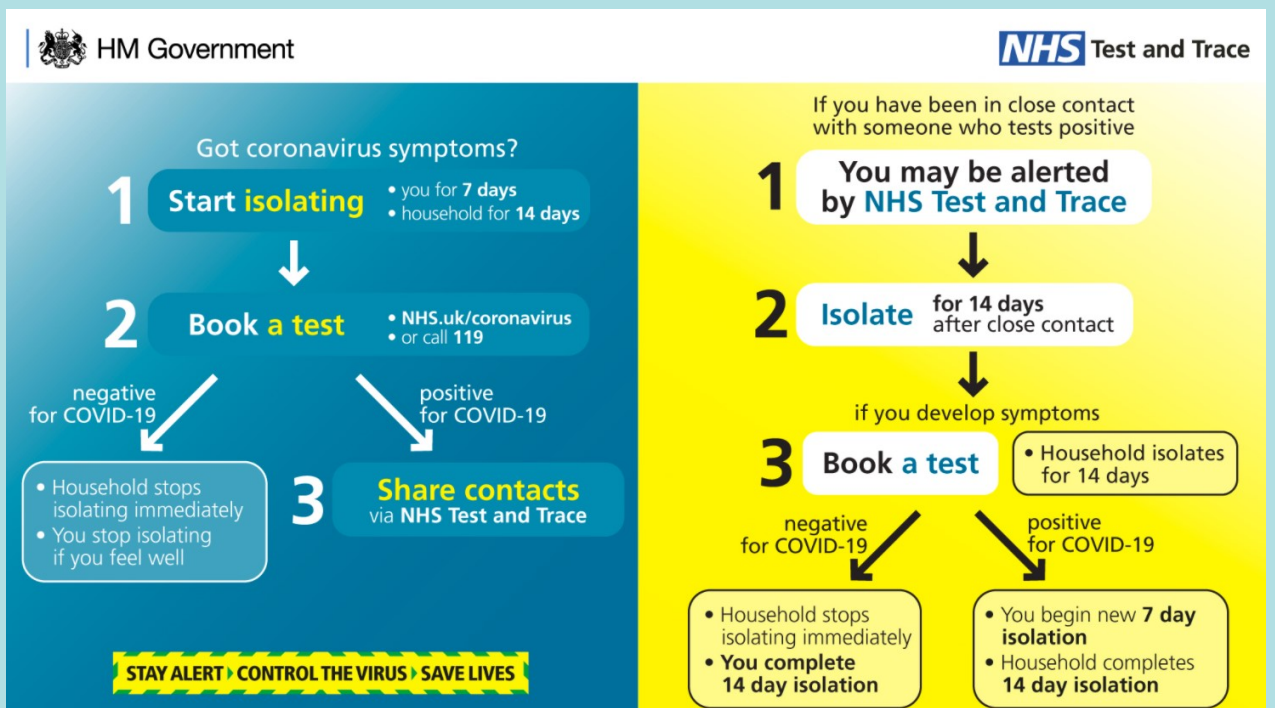 HM Government
NHS Test and Trace
Got coronavirus symptoms?
1
Start isolating
• you for 7 days
• household for 14 days
2
Book a test
• NHS.uk/coronavirus
• or call 119
negative
for COVID-19
positive
for COVID-19
• Household stops
isolating immediately
• You stop isolating
if you feel well
3
Share contacts
via NHS Test and Trace
STAY ALERT CONTROL THE VIRUS SAVE LIVES
If you have been in close contact
with someone who tests positive
1
You may be alerted
by NHS Test and Trace
2
Isolate
for 14 days
after close contact
if you develop symptoms
3
Book a test
• Household isolates
for 14 days
negative
for COVID-19
positive
for COVID-19
• Household stops
isolating immediately
• You complete
14 day isolation
• You begin new 7 day
isolation
• Household completes
14 day isolation